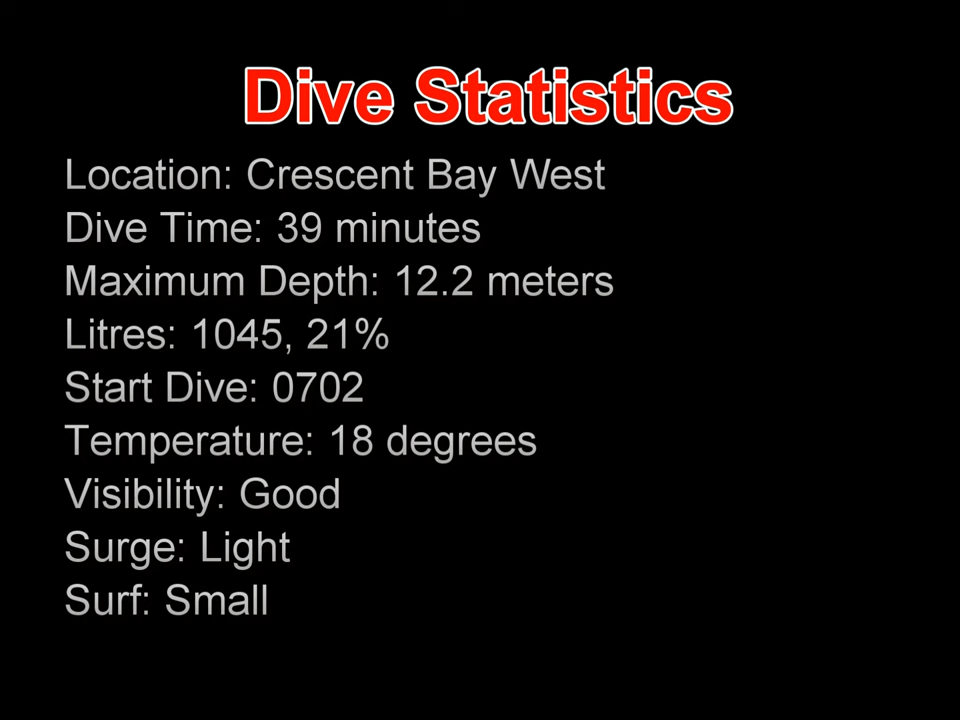 Dive Statistics
Location: Crescent Bay West
Dive Time: 39 minutes
Maximum Depth: 12.2 meters
Litres: 1045, 21%
Start Dive: 0702
Temperature: 18 degrees
Visibility: Good
Surge: Light
Surf: Small